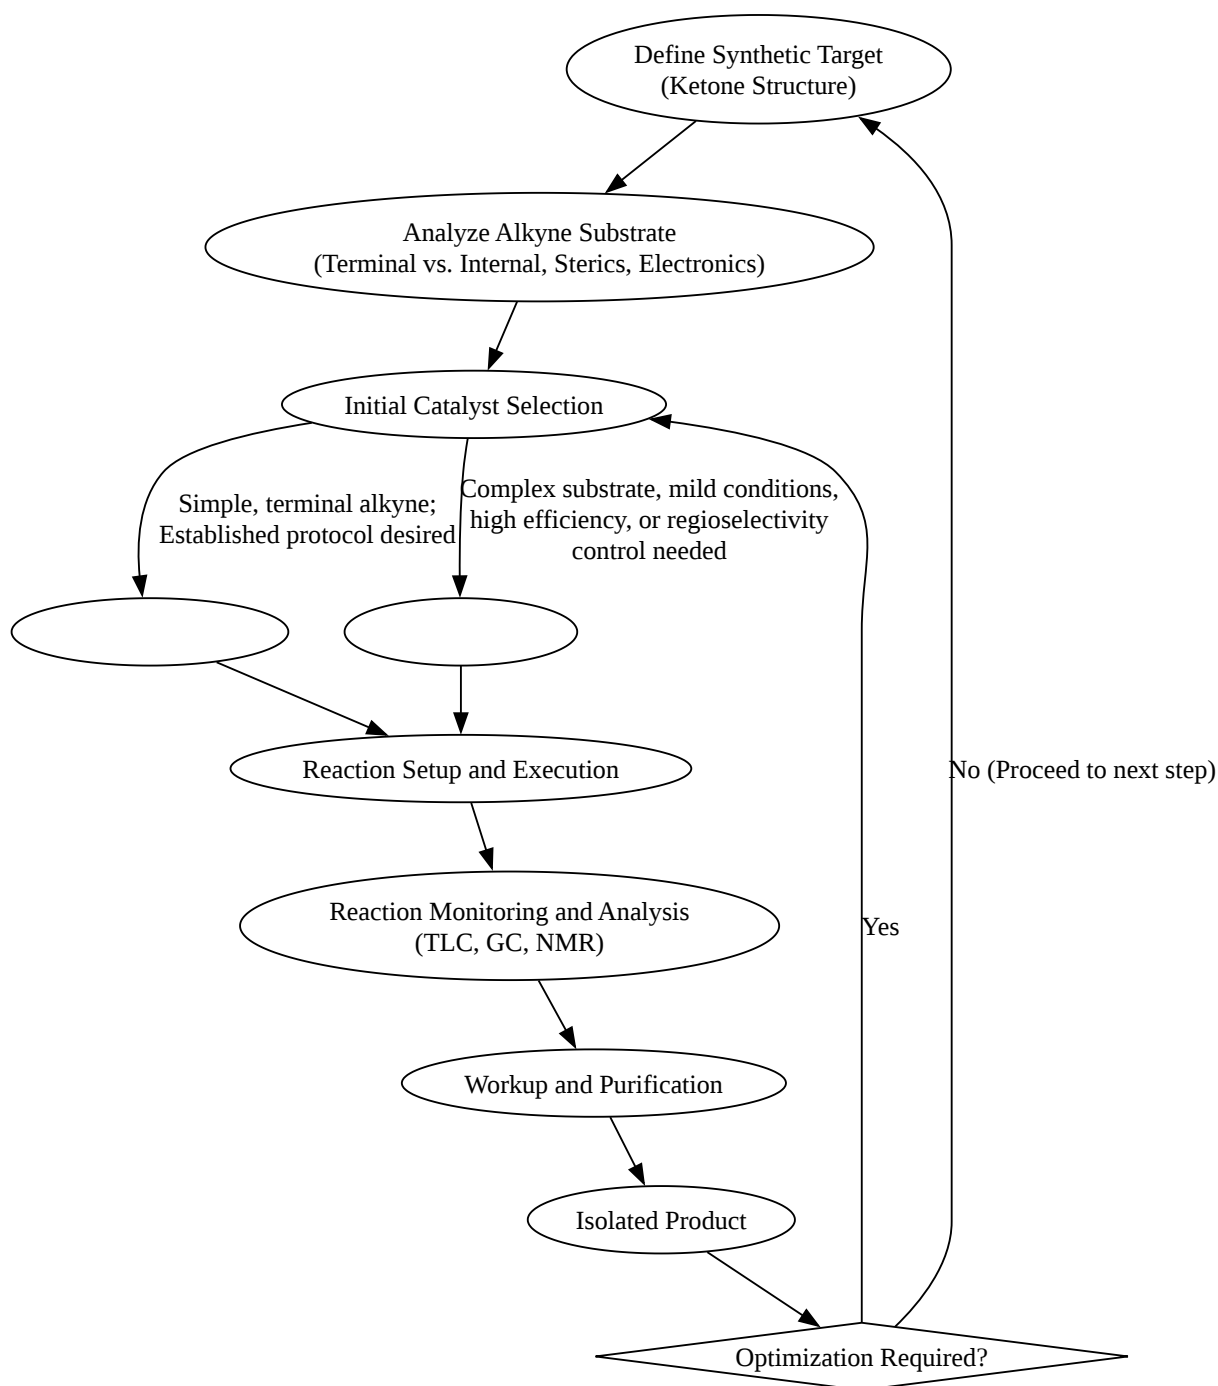 Define Synthetic Target
(Ketone Structure)
Analyze Alkyne Substrate
(Terminal vs. Internal, Sterics, Electronics)
Initial Catalyst Selection
Simple, terminal alkyne;
Established protocol desired
Complex substrate, mild conditions,
high efficiency, or regioselectivity
control needed
Reaction Setup and Execution
No (Proceed to next step)
Reaction Monitoring and Analysis
(TLC, GC, NMR)
Yes
Workup and Purification
Isolated Product
Optimization Required?